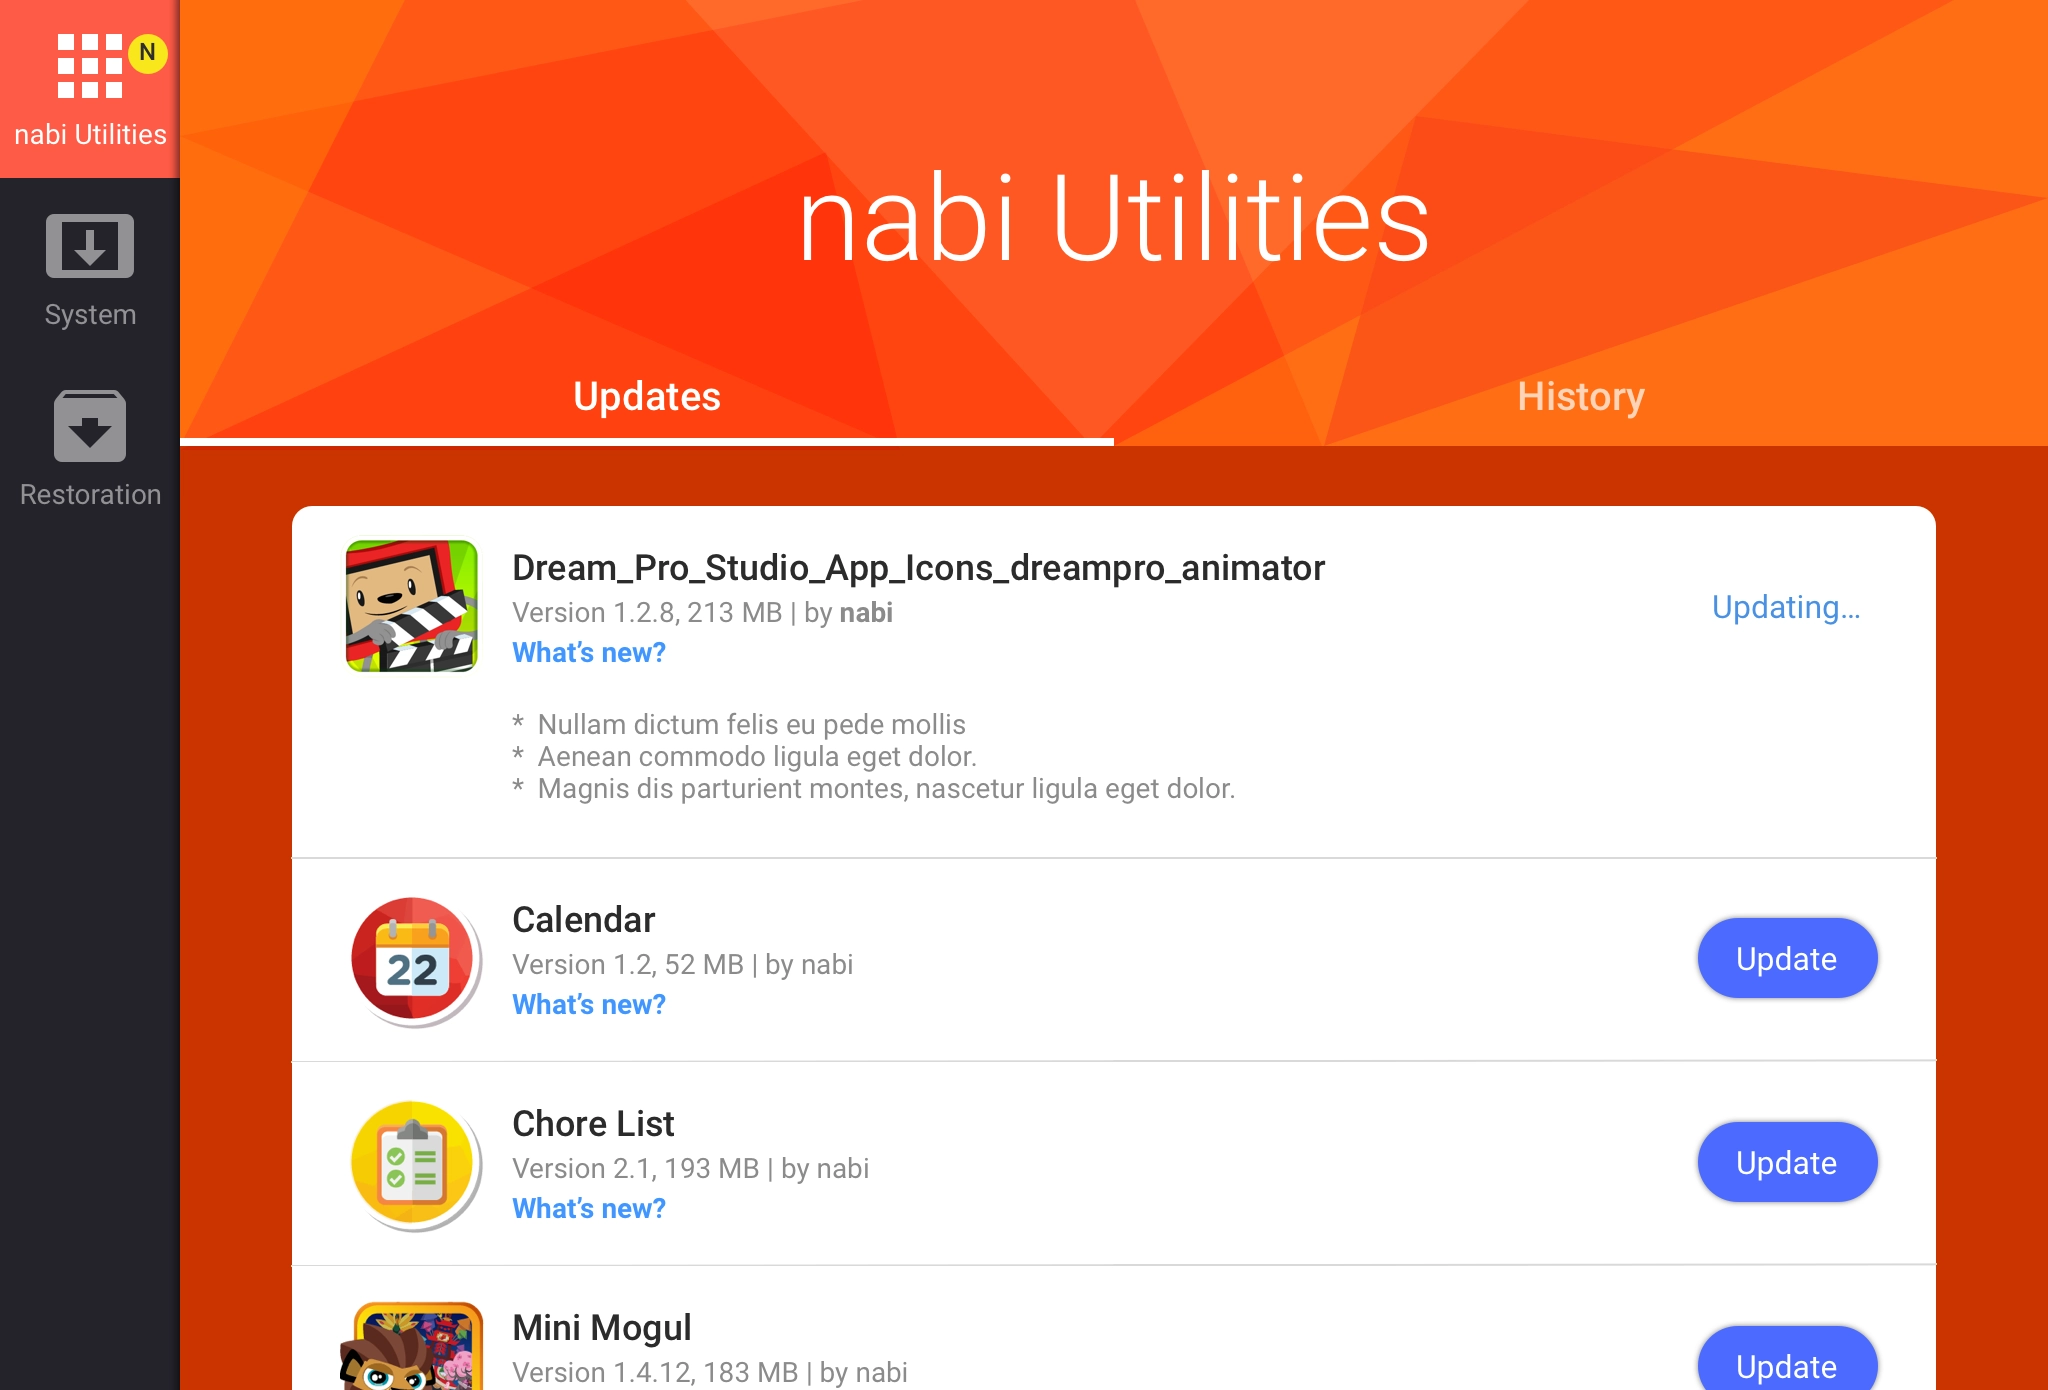 N
nabi Utilities
System
Restoration
nabi Utilities
Updates
History
Dream_Pro_Studio_App_Icons_dreampro_animator
Version 1.2.8, 213 MB | by nabi
What's new?
Updating...
* Nullam dictum felis eu pede mollis
* Aenean commodo ligula eget dolor.
* Magnis dis parturient montes, nascetur ligula eget dolor.
22
Calendar
Version 1.2, 52 MB | by nabi
What's new?
Update
Chore List
Version 2.1, 193 MB | by nabi
What's new?
Update
Mini Mogul
Version 1.4.12, 183 MB | by nabi
Update